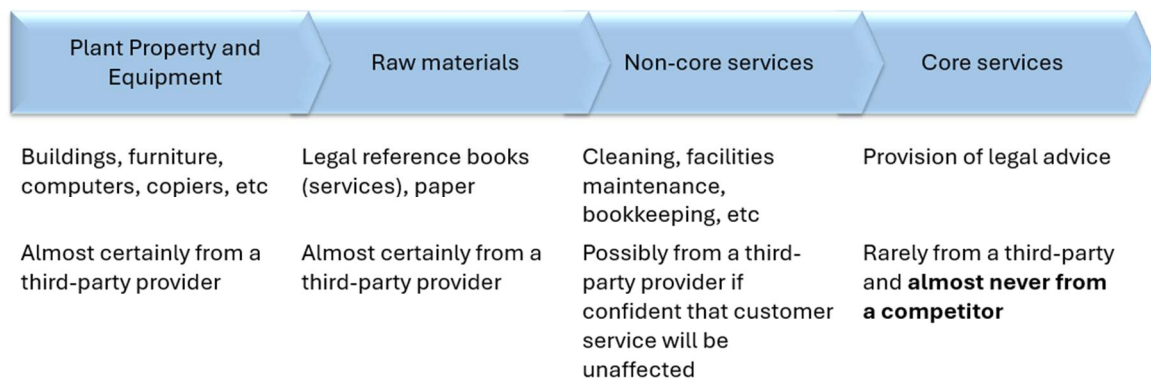 Plant Property and
Equipment
Raw materials
Non-core services
Core services
Buildings, furniture,
computers, copiers, etc
Legal reference books
(services), paper
Cleaning, facilities
maintenance,
bookkeeping, etc
Provision of legal advice
Almost certainly from a
third-party provider
Almost certainly from a
third-party provider
Possibly from a third-
party provider if
confident that customer
service will be
unaffected
Rarely from a third-party
and almost never from
a competitor